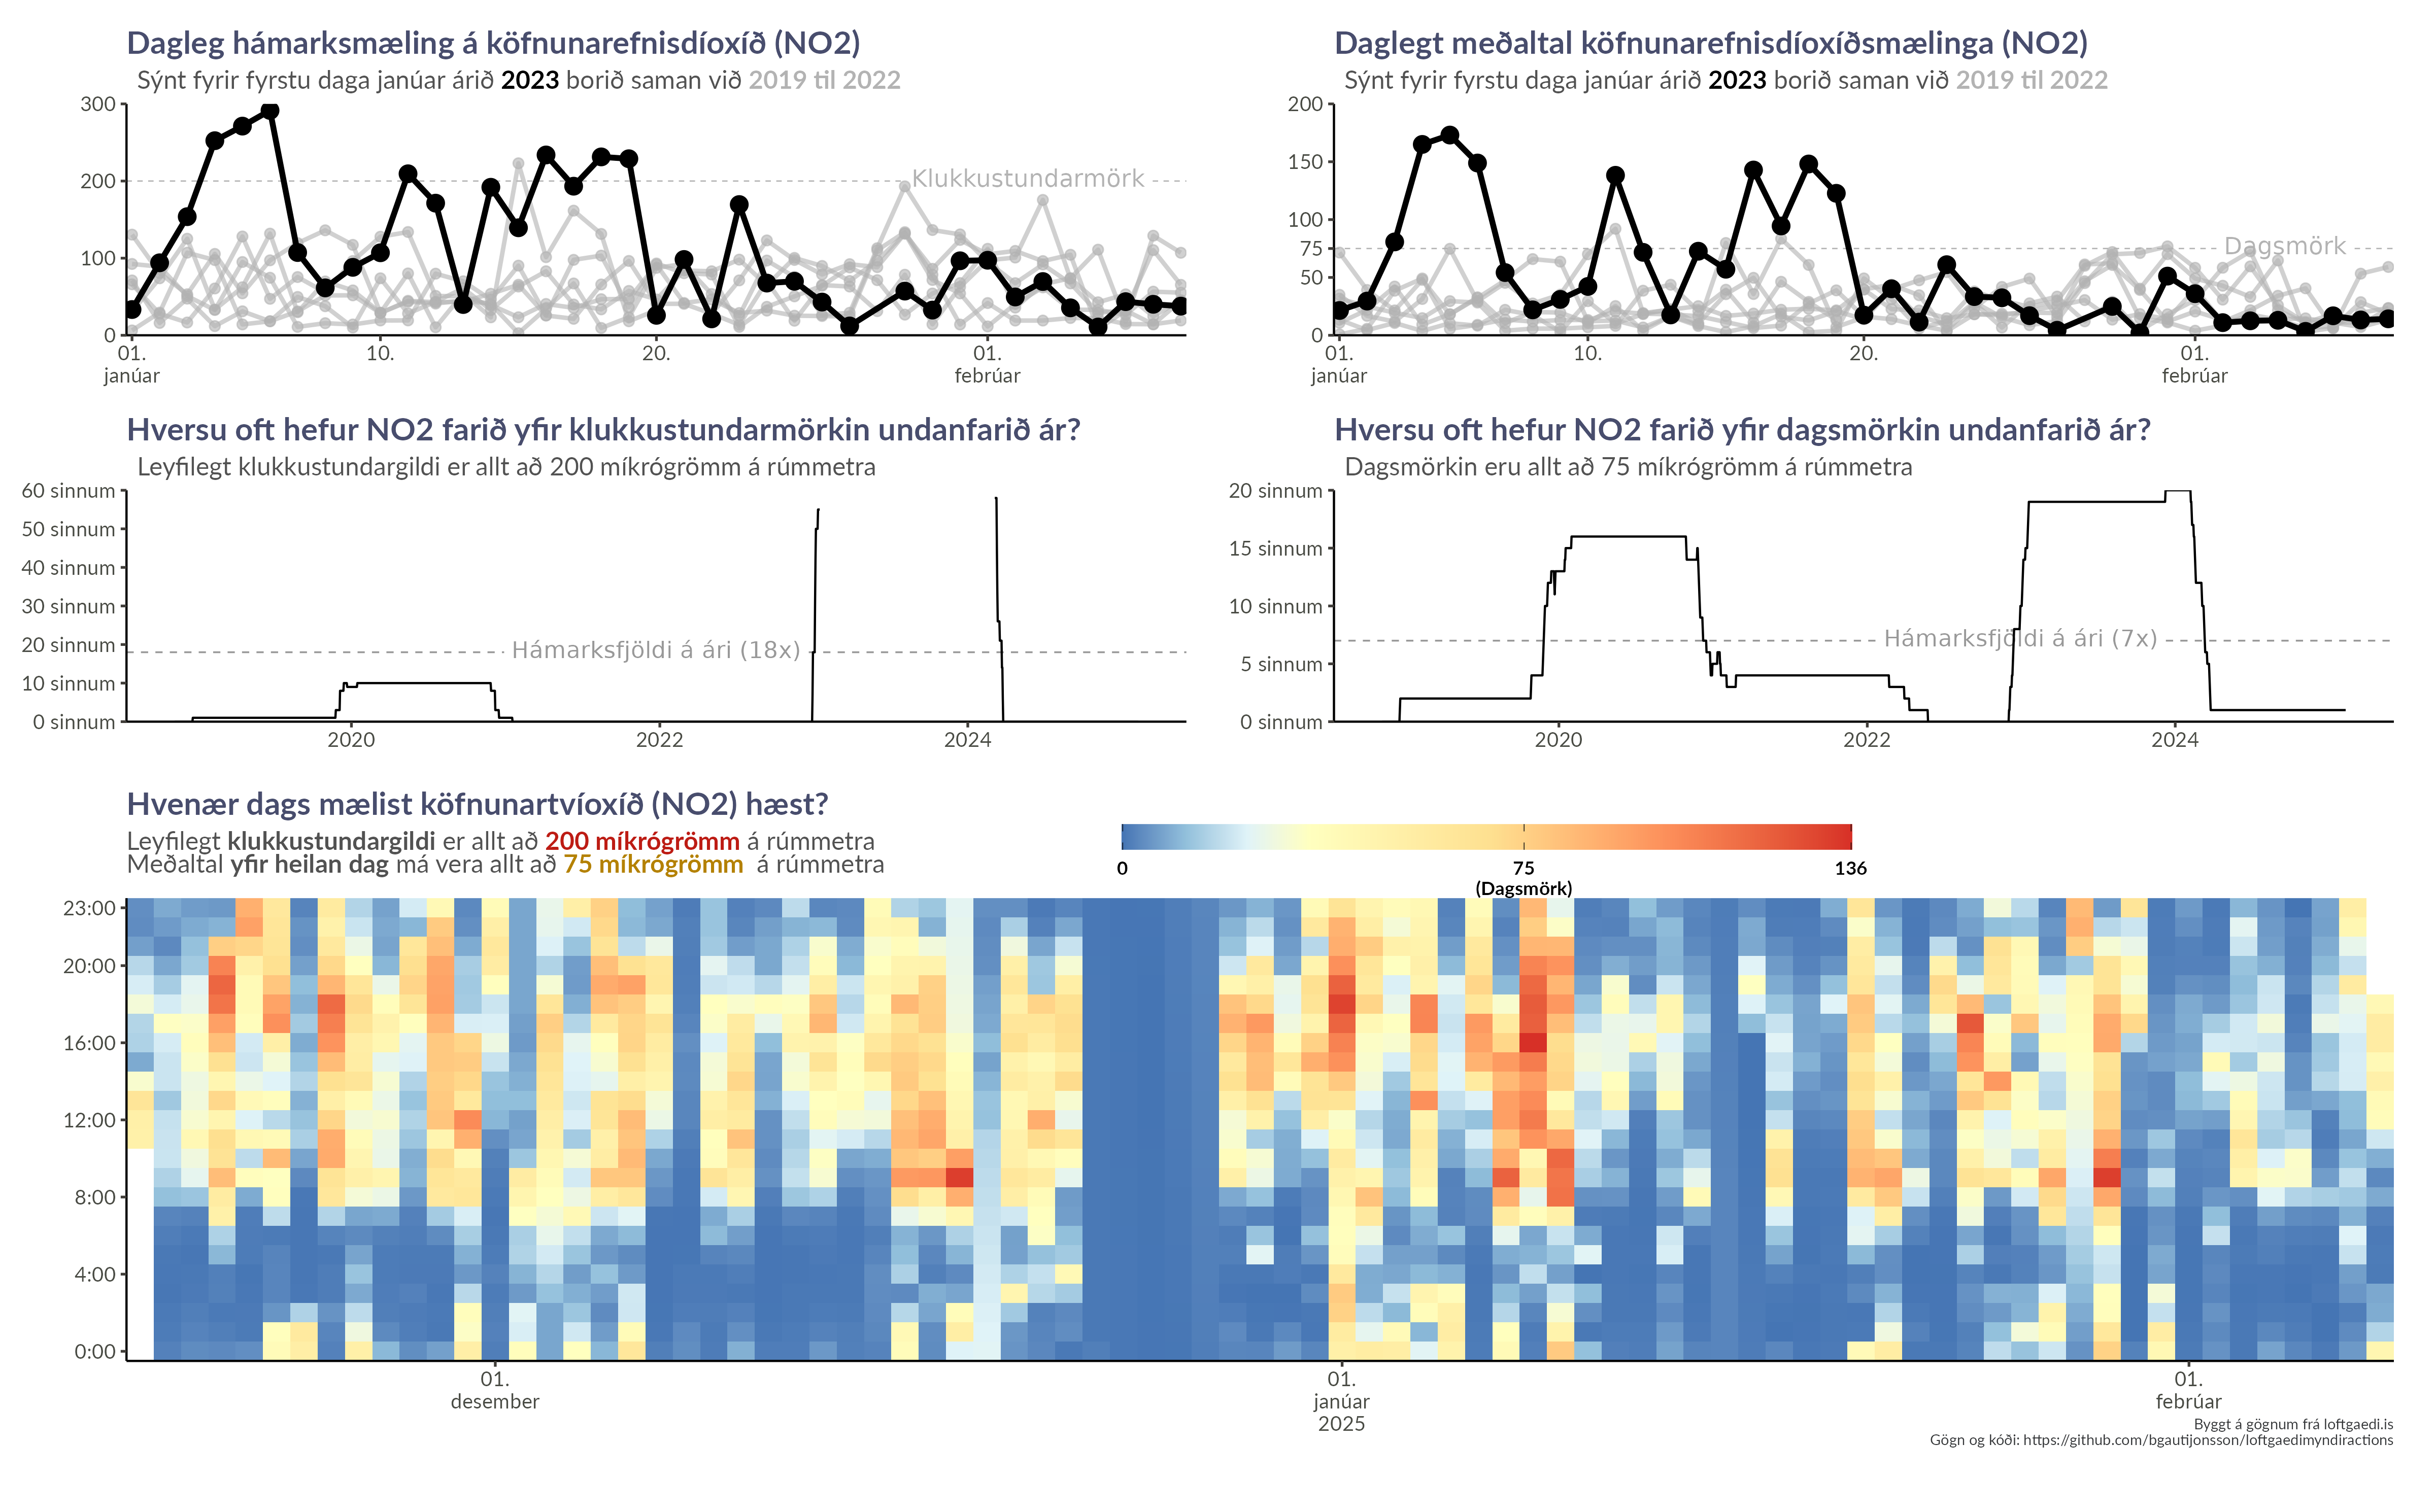 Dagleg hámarksmæling á köfnunarefnisdíoxíð (NO2)
Sýnt fyrir fyrstu daga janúar árið 2023 borið saman við 2019 til 2022
300
200
100
0
Klukkustundarmörk
01.
janúar
10.
20.
01.
febrúar
Daglegt meðaltal köfnunarefnisdíoxíðsmælinga (NO2)
Sýnt fyrir fyrstu daga janúar árið 2023 borið saman við 2019 til 2022
200
150
100
75
50
0
Dagsmörk
01.
janúar
10.
20.
01.
febrúar
Hversu oft hefur NO2 farið yfir klukkustundarmörkin undanfarið ár?
Leyfilegt klukkustundargildi er allt að 200 míkrógrömm á rúmmetra
60 sinnum
50 sinnum
40 sinnum
30 sinnum
20 sinnum
10 sinnum
0 sinnum
Hámarksfjöldi á ári (18x)
2020
2022
2024
Hversu oft hefur NO2 farið yfir dagsmörkin undanfarið ár?
Dagsmörkin eru allt að 75 míkrógrömm á rúmmetra
20 sinnum
15 sinnum
10 sinnum
5 sinnum
0 sinnum
Hámarksfjöldi á ári (7x)
2020
2022
2024
Hvenær dags mælist köfnunartvíoxíð (NO2) hæst?
Leyfilegt klukkustundargildi er allt að 200 míkrógrömm á rúmmetra
Meðaltal yfir heilan dag má vera allt að 75 míkrógrömm á rúmmetra
0
75
(Dagsmörk)
136
23:00
20:00
16:00
12:00
8:00
4:00
0:00
01.
desember
01.
janúar
2025
01.
febrúar
Byggt á gögnum frá loftgaedi.is
Gögn og kóði: https://github.com/bgautijonsson/loftgaedimyndiractions